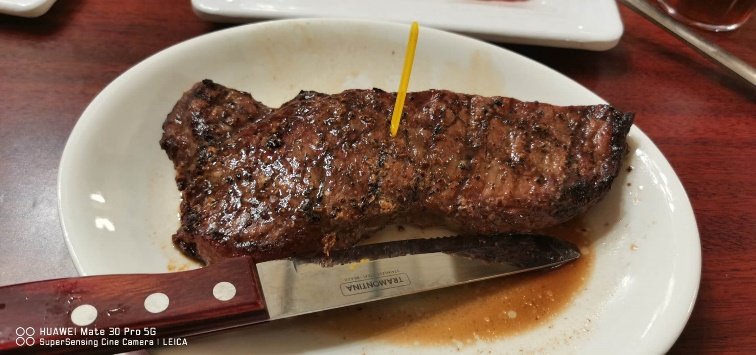 TRAMONTINA
HUAWEI Mate 30 Pro 5G
SuperSensing Cine Camera | LEICA